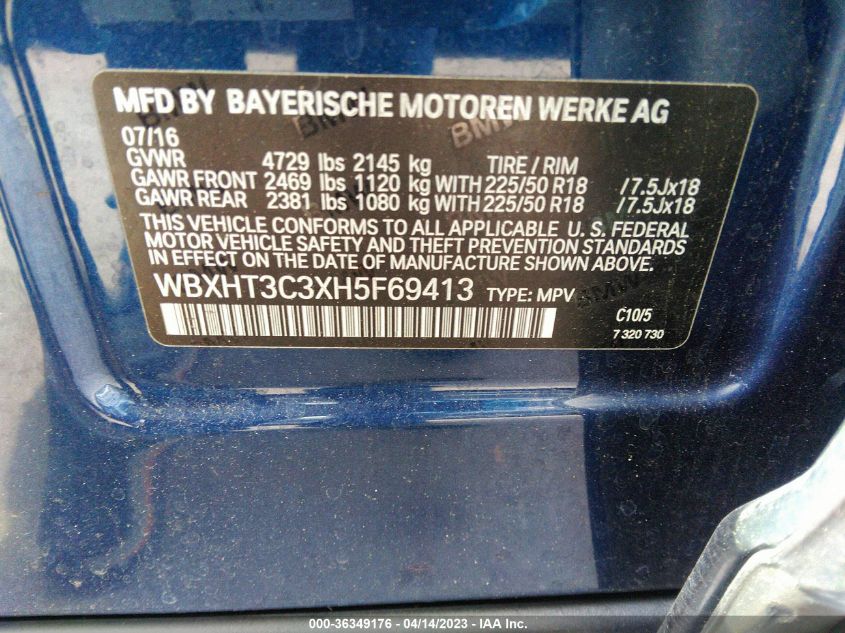 MFD BY BAYERISCHE MOTOREN WERKE AG
07/16
GVWR 4729 lbs 2145 kg TIRE / RIM
GAWR FRONT 2469 lbs 1120 kg WITH 225/50 R18 /7.5Jx18
GAWR REAR 2381 lbs 1080 kg WITH 225/50 R18 /7.5Jx18
THIS VEHICLE CONFORMS TO ALL APPLICABLE U. S. FEDERAL
MOTOR VEHICLE SAFETY AND THEFT PREVENTION STANDARDS
IN EFFECT ON THE DATE OF MANUFACTURE SHOWN ABOVE.
WBXHT3C3XH5F69413 TYPE: MPV
C10/5
7 320 730
000-36349176 - 04/14/2023 - © IAA Inc.